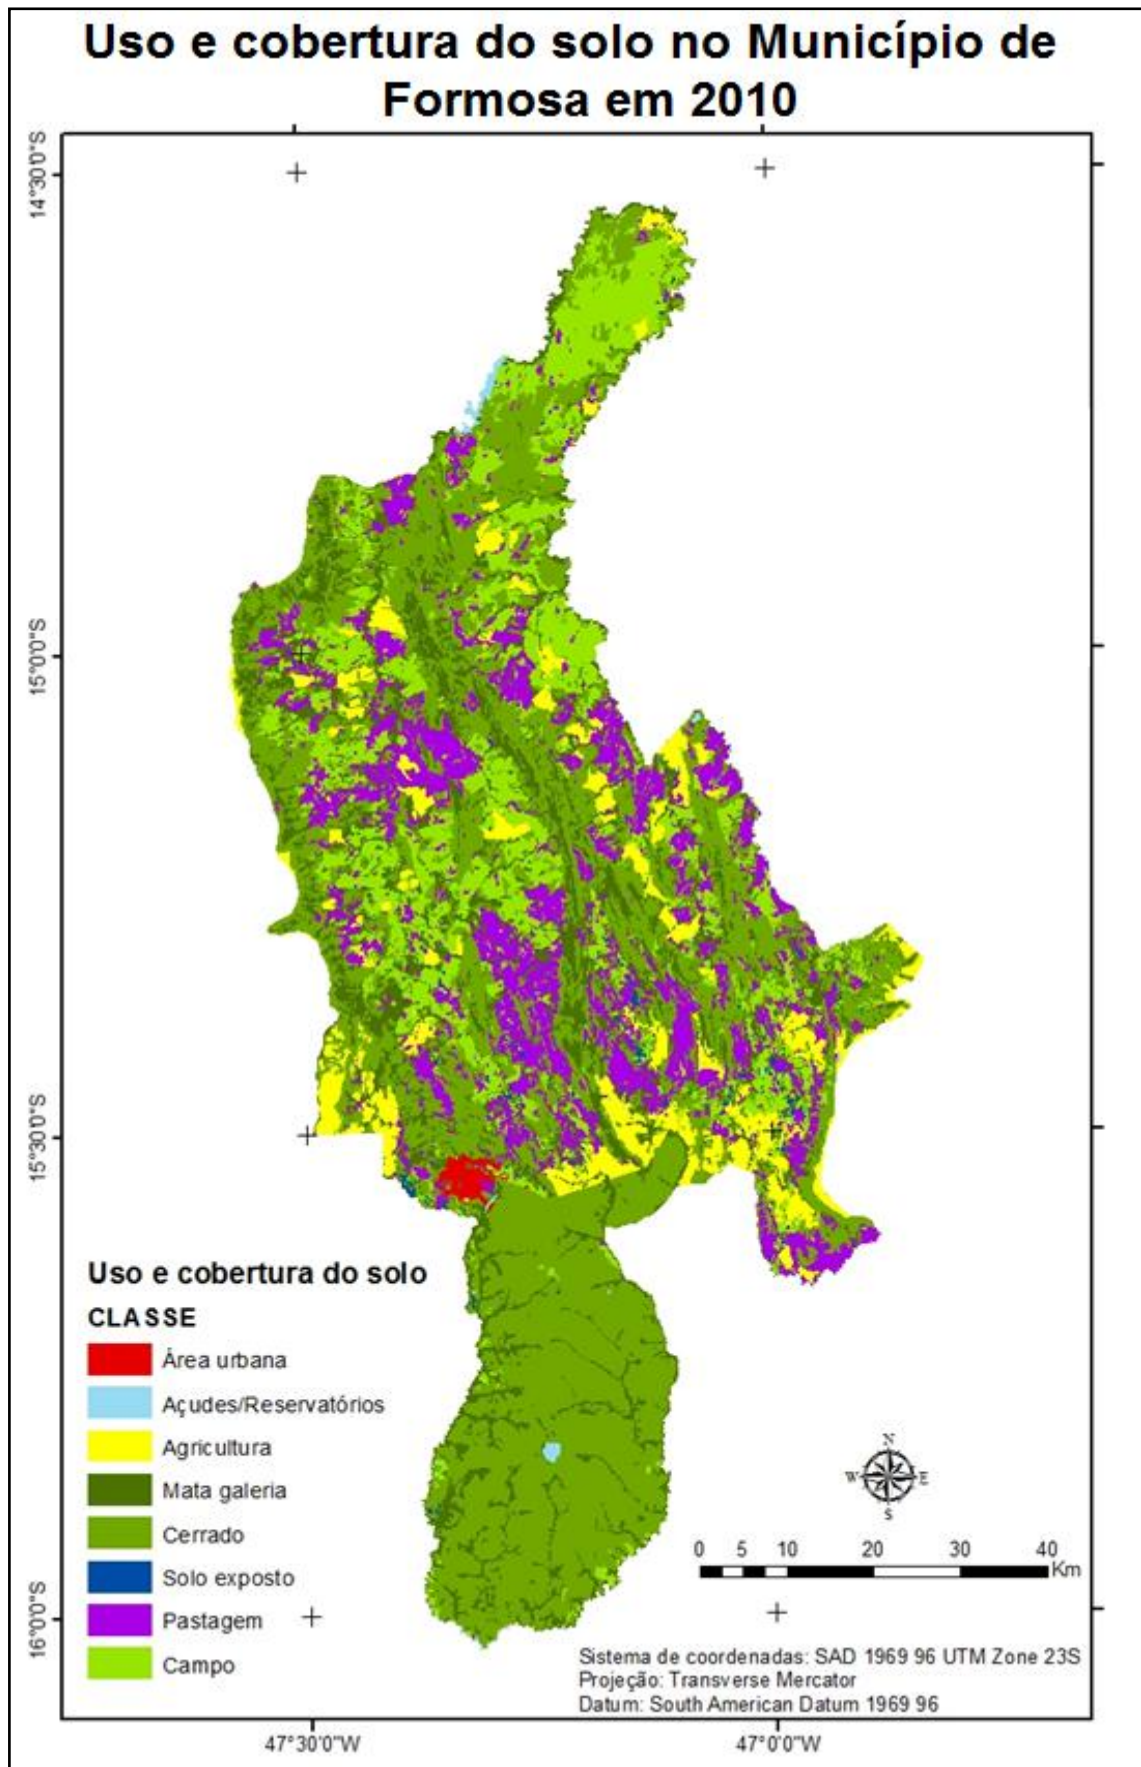 Uso e cobertura do solo no Município de
Formosa em 2010
14°30'0"S
15°0'0"S
15°30'0"S
16°0'0"S
Uso e cobertura do solo
CLASSE
Área urbana
Açudes/Reservatórios
Agricultura
Mata galeria
Cerrado
Solo exposto
Pastagem
Campo
N
W E
S
0 5 10 20 30 40
Km
Sistema de coordenadas: SAD 1969 96 UTM Zone 23S
Projeção: Transverse Mercator
Datum: South American Datum 1969 96
47°30'0"W 47°0'0"W